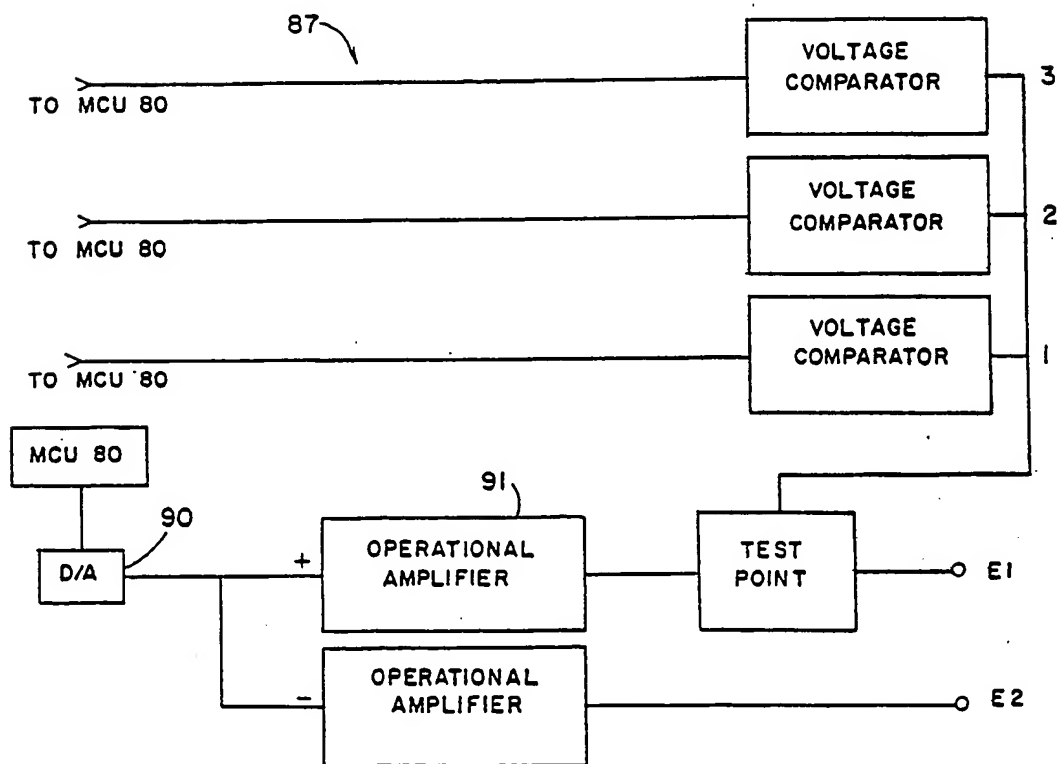 87
VOLTAGE
COMPARATOR
3
TO MCU 80
VOLTAGE
COMPARATOR
2
TO MCU 80
VOLTAGE
COMPARATOR
1
TO MCU 80
MCU 80
90
91
D/A
+
OPERATIONAL
AMPLIFIER
TEST
POINT
E1
-
OPERATIONAL
AMPLIFIER
E2